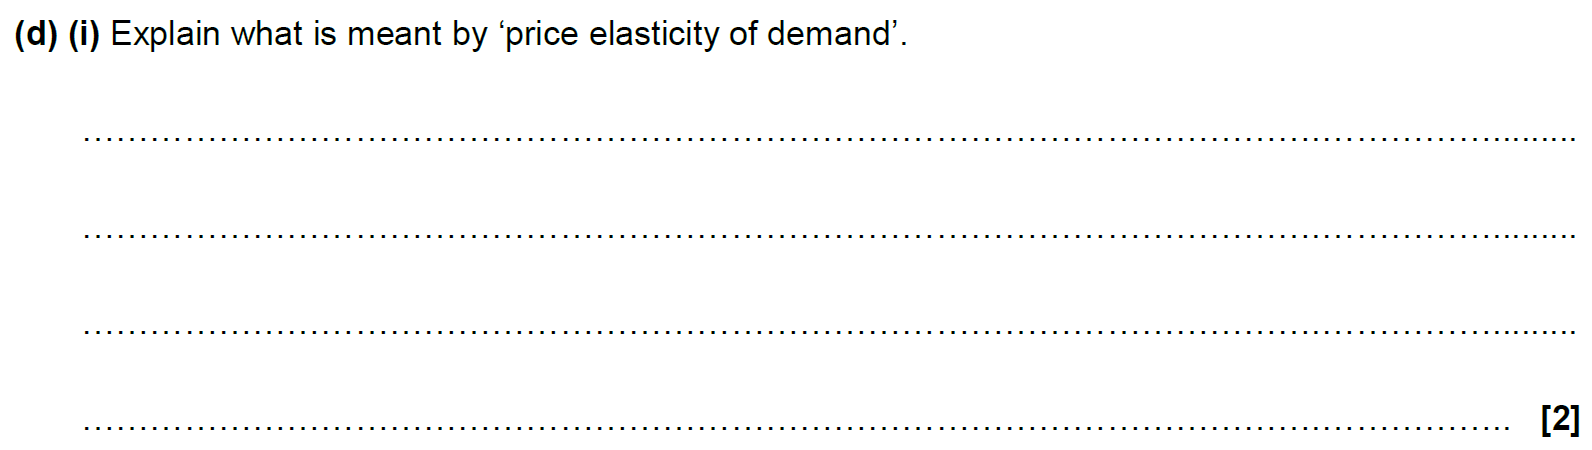 (d) (i) Explain what is meant by ‘price elasticity of demand’.
……………………………………………………………………………………………………………………….........
……………………………………………………………………………………………………………………….........
……………………………………………………………………………………………………………………….........
………………………………………………………………………………………………………………………... [2]